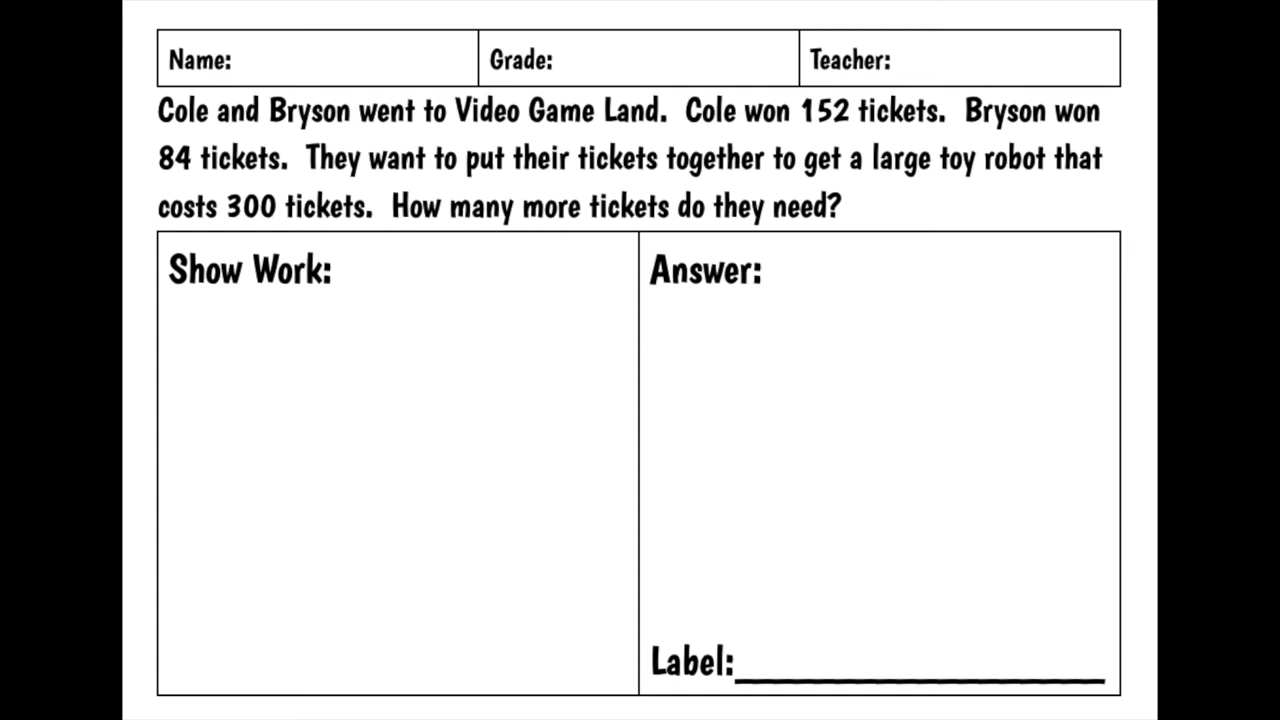 Name: Grade: Teacher:
Cole and Bryson went to Video Game Land. Cole won 152 tickets. Bryson won
84 tickets. They want to put their tickets together to get a large toy robot that
costs 300 tickets. How many more tickets do they need?
Show Work: Answer:
Label: